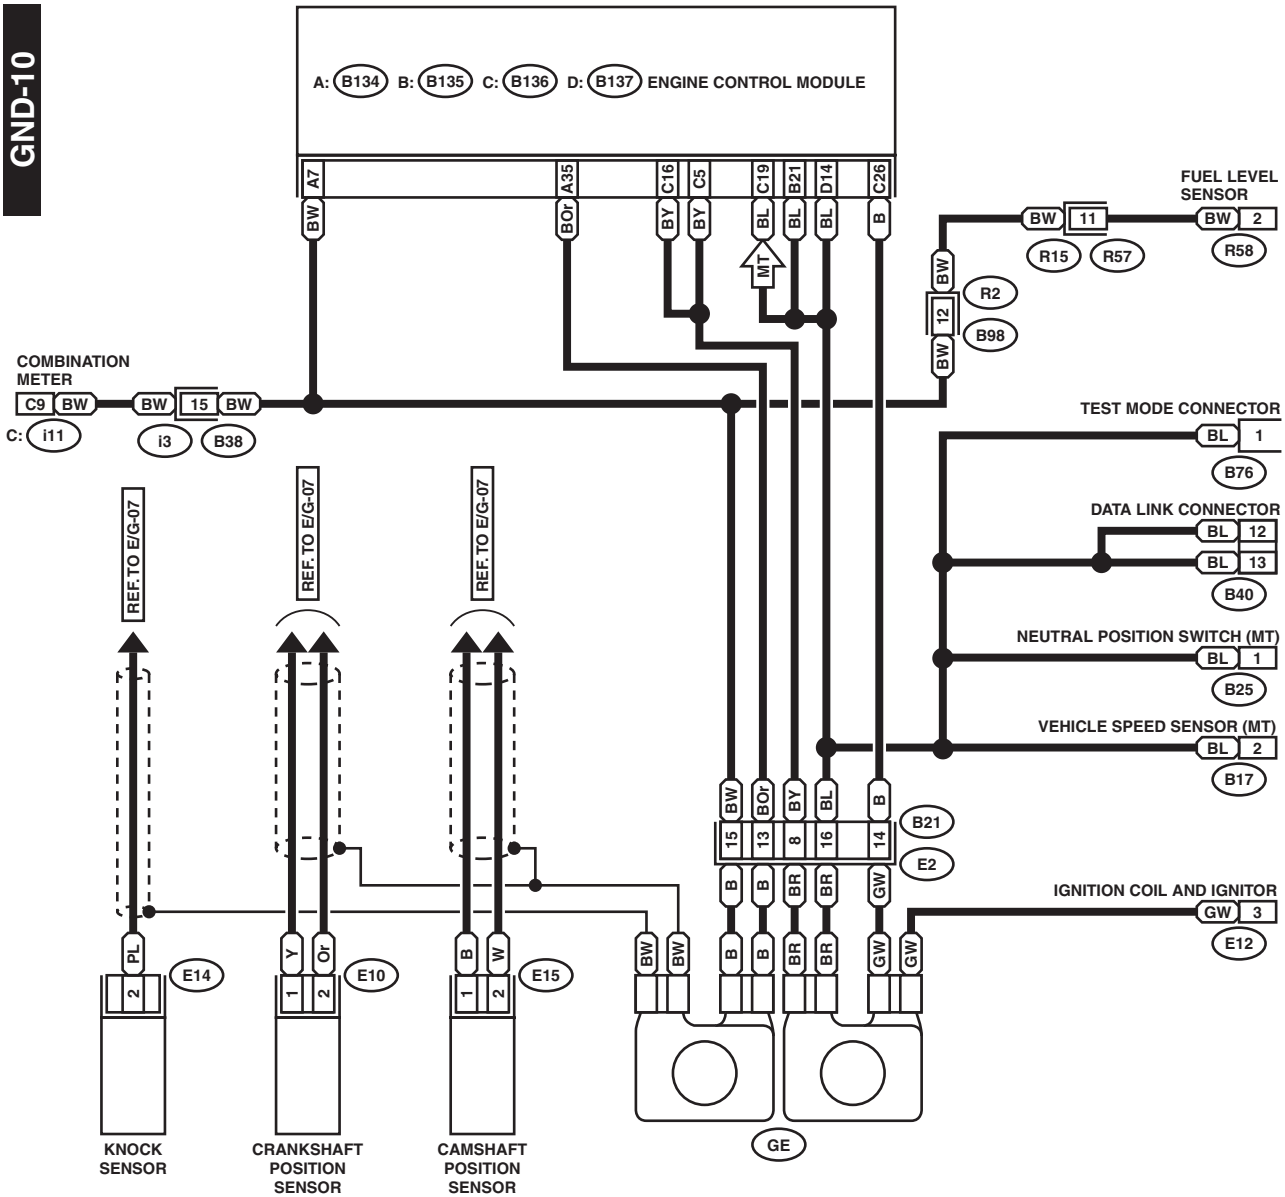 GND-10
A: B134 B: B135 C: B136 D: B137 ENGINE CONTROL MODULE
A7 A35 C16 C5 C19 B21 D14 C26
BW BOr BY BY BL BL BL B
MT
FUEL LEVEL
SENSOR
BW 11 BW 2
R15 R57 R58
BW
R2
12
B98
BW
COMBINATION
METER
C9 BW BW 15 BW
C: i11 i3 B38
TEST MODE CONNECTOR
BL 1
B76
REF. TO E/G-07
REF. TO E/G-07
REF. TO E/G-07
DATA LINK CONNECTOR
BL 12
BL 13
B40
NEUTRAL POSITION SWITCH (MT)
BL 1
B25
VEHICLE SPEED SENSOR (MT)
BL 2
B17
BW BOr BY BL B
B21
15 13 8 16 14
E2
B B BR BR GW
IGNITION COIL AND IGNITOR
GW 3
E12
PL Y Or B W BW BW B B BR BR GW GW
2 E14 1 2 E10 1 2 E15
GE
KNOCK
SENSOR
CRANKSHAFT
POSITION
SENSOR
CAMSHAFT
POSITION
SENSOR